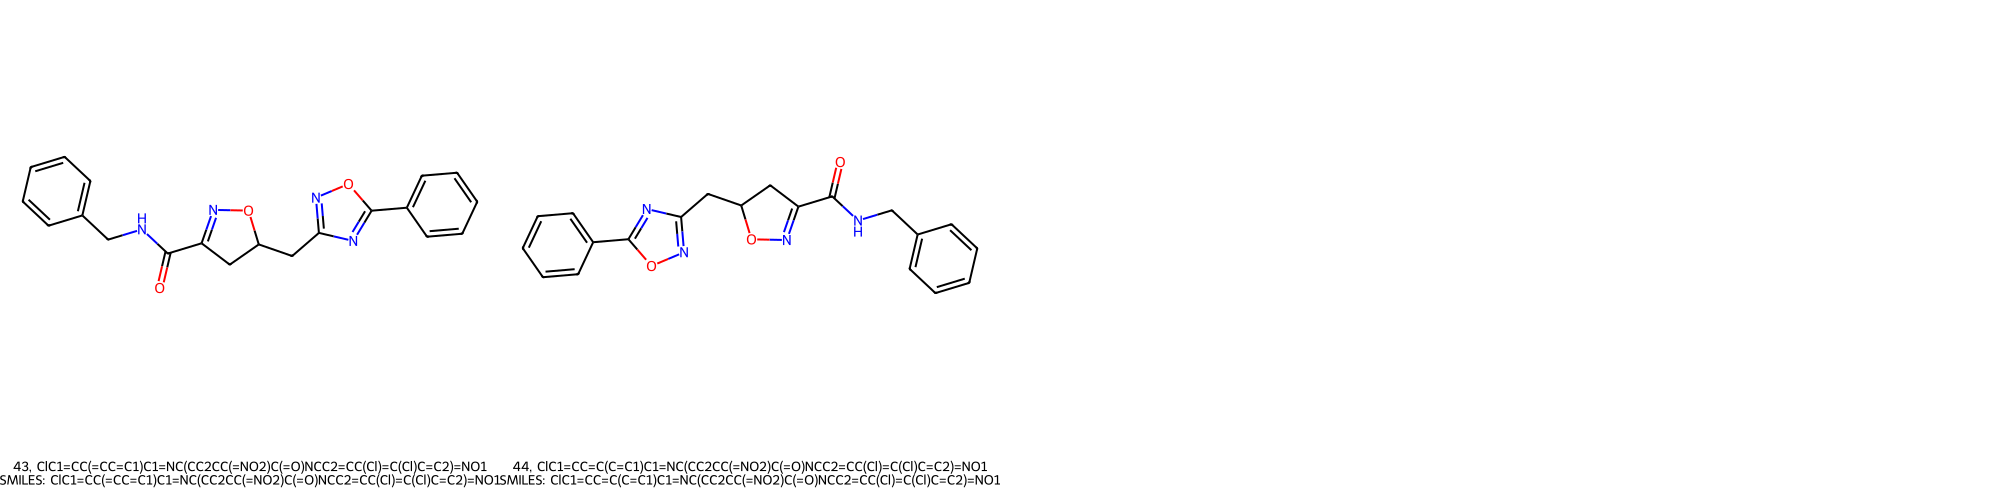 N O H N N O N O N
O N O N N O O N N H
43, ClC1=CC(=CC=C1)C1=NC(CC2CC(=NO2)C(=O)NCC2=CC(Cl)=C(Cl)C=C2)=NO1
44, ClC1=CC=C(C=C1)C1=NC(CC2CC(=NO2)C(=O)NCC2=CC(Cl)=C(Cl)C=C2)=NO1
SMILES: ClC1=CC(=CC=C1)C1=NC(CC2CC(=NO2)C(=O)NCC2=CC(Cl)=C(Cl)C=C2)=NO1
SMILES: ClC1=CC=C(C=C1)C1=NC(CC2CC(=NO2)C(=O)NCC2=CC(Cl)=C(Cl)C=C2)=NO1